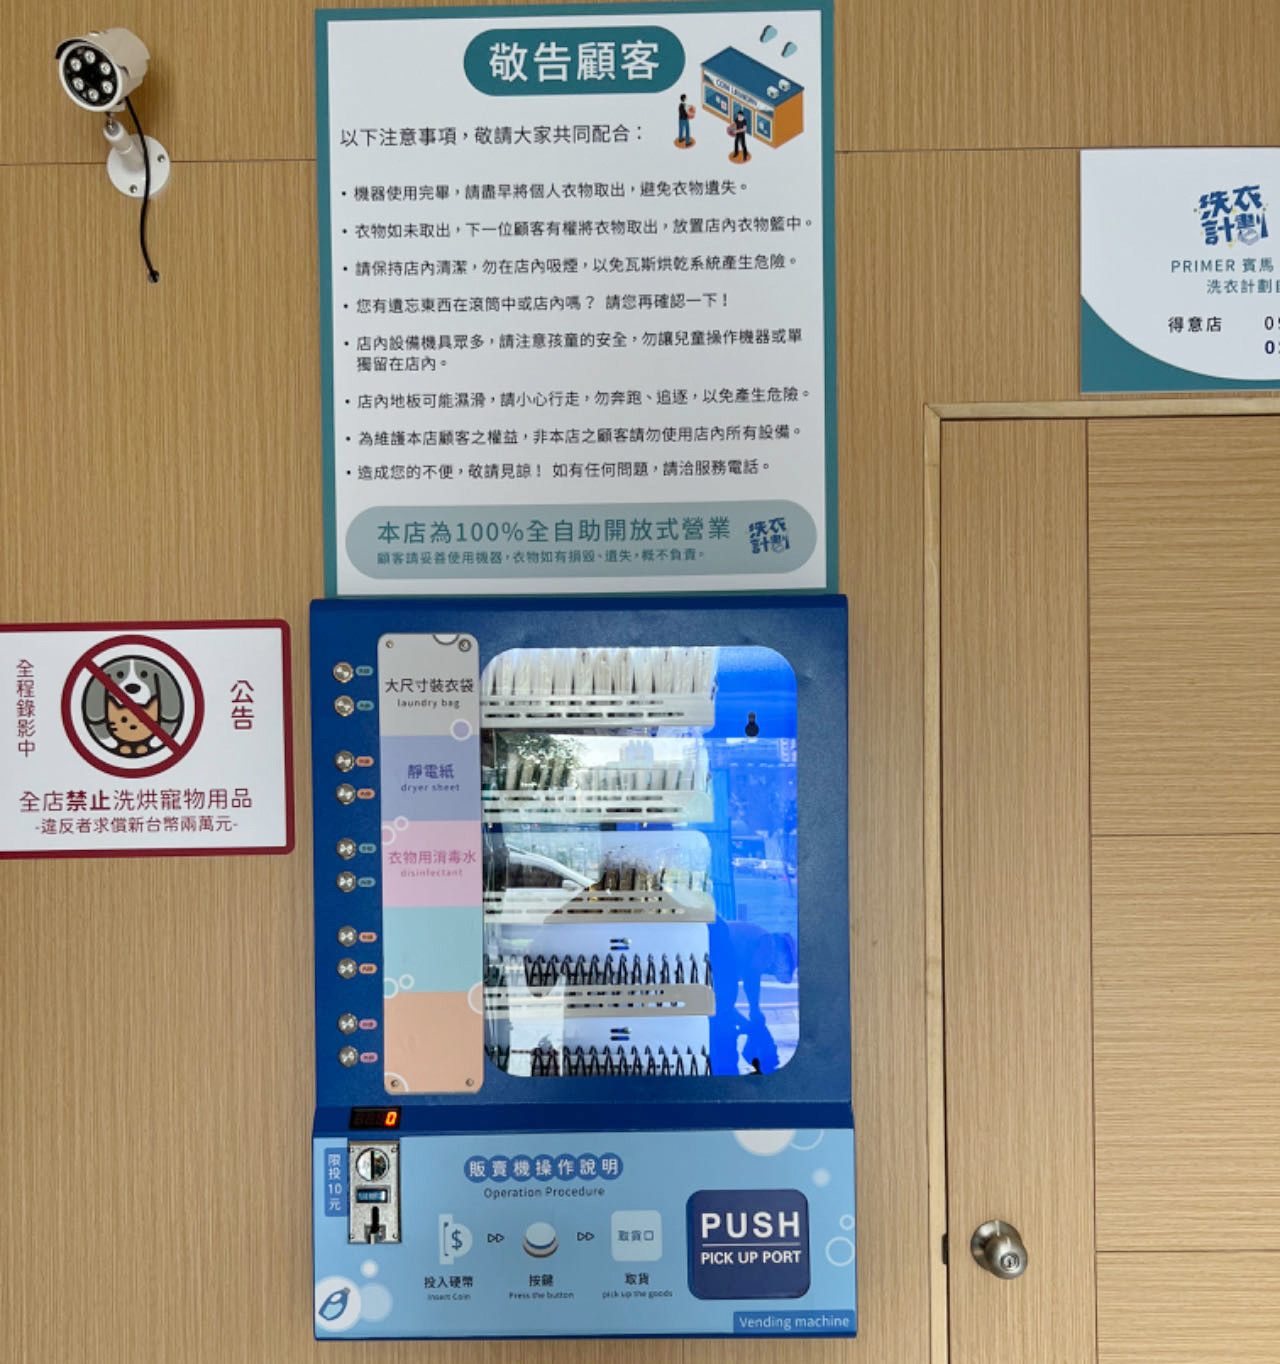 敬告顧客
COIN LAUNDRY
以下注意事項，敬請大家共同配合：
・機器使用完畢，請盡早將個人衣物取出，避免衣物遺失。
・衣物如未取出，下一位顧客有權將衣物取出，放置店內衣物籃中。
・請保持店內清潔，勿在店內吸煙，以免瓦斯烘乾系統產生危險。
・您有遺忘東西在滾筒中或店內嗎？ 請您再確認一下！
・店內設備機具眾多，請注意孩童的安全，勿讓兒童操作機器或單
獨留在店內。
・店內地板可能濕滑，請小心行走，勿奔跑、追逐，以免產生危險。
・為維護本店顧客之權益，非本店之顧客請勿使用店內所有設備。
・造成您的不便，敬請見諒！ 如有任何問題，請洽服務電話。
本店為100%全自助開放式營業
顧客請妥善使用機器，衣物如有損毀、遺失，概不負責。
洗衣
計劃
洗衣
計劃
PRIMER 賓馬
洗衣計劃
得意店
全程錄影中
公告
全店禁止洗烘寵物用品
-違反者求償新台幣兩萬元-
大尺寸裝衣袋
laundry bag
靜電紙
dryer sheet
衣物用消毒水
disinfectant
0
限投10元
販賣機操作說明
Operation Procedure
$
取貨口
投入硬幣
Insert Coin
按鍵
Press the button
取貨
pick up the goods
PUSH
PICK UP PORT
Vending machine